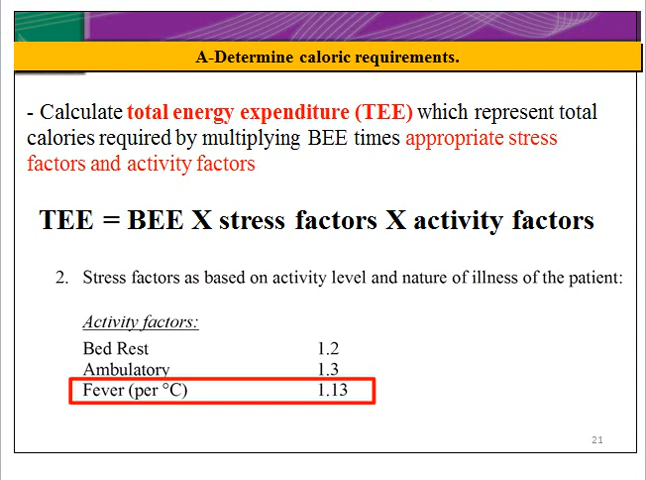 A-Determine caloric requirements.
- Calculate total energy expenditure (TEE) which represent total
calories required by multiplying BEE times appropriate stress
factors and activity factors
TEE = BEE X stress factors X activity factors
2. Stress factors as based on activity level and nature of illness of the patient:
Activity factors:
Bed Rest 1.2
Ambulatory 1.3
Fever (per °C) 1.13
21